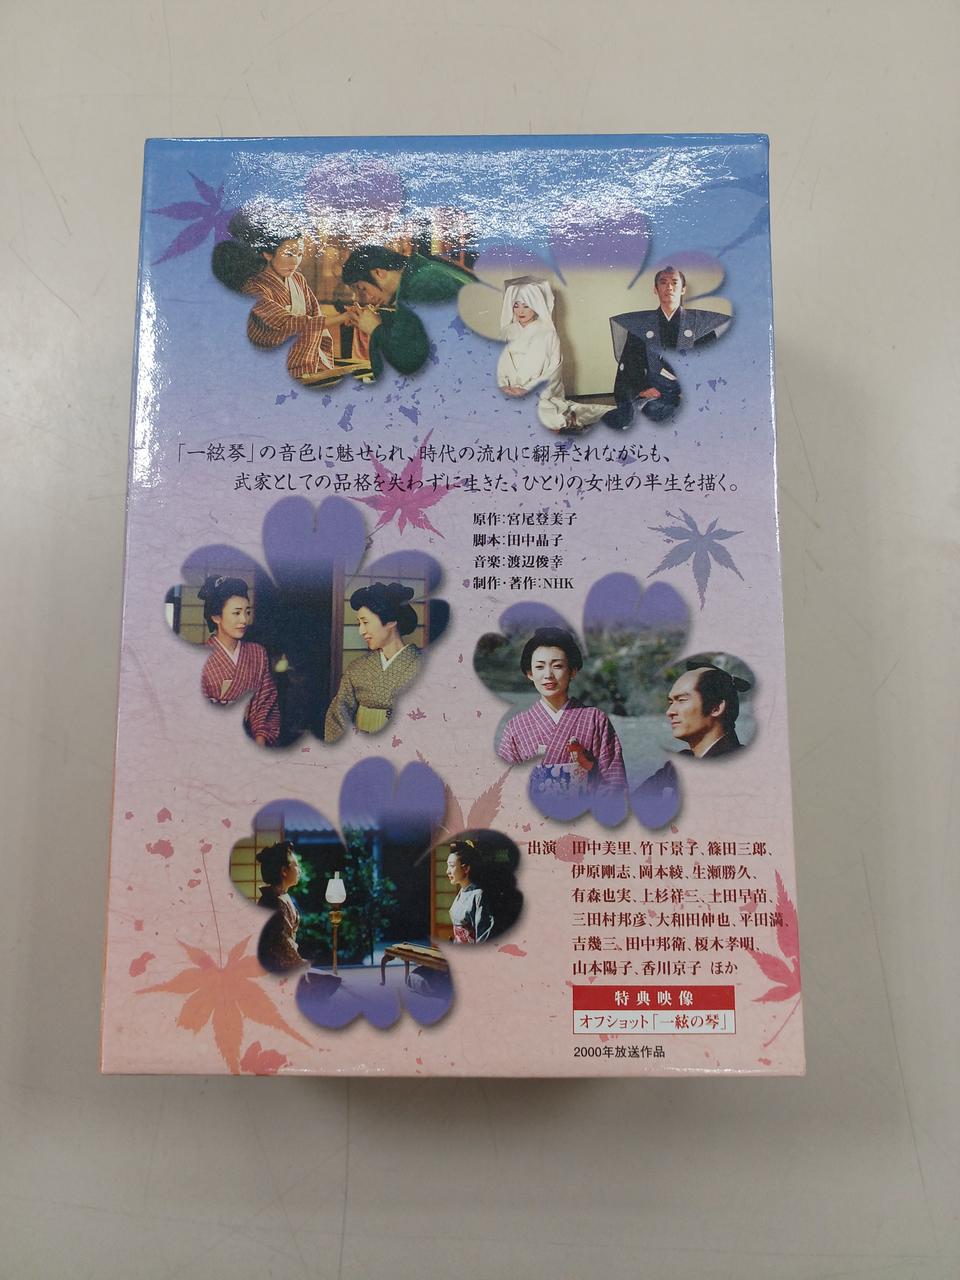 「一絃琴」の音色に魅せられ、時代の流れに翻弄されながらも、
武家としての品格を失わずに生きた、ひとりの女性の半生を描く。
原作:宮尾登美子
脚本:田中晶子
音楽:渡辺俊幸
制作・著作:NHK
出演 田中美里、竹下景子、篠田三郎、
伊原剛志、岡本綾、生瀬勝久、
有森也実、上杉祥三、土田早苗、
三田村邦彦、大和田伸也、平田満、
吉幾三、田中邦衛、榎木孝明、
山本陽子、香川京子 ほか
特典映像
オフショット「一絃の琴」
2000年放送作品